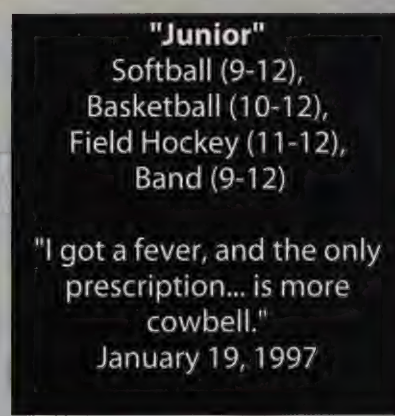 "Junior"
Softball (9-12),
Basketball (10-12),
Field Hockey (11-12),
Band (9-12)
"I got a fever, and the only
prescription... is more
cowbell."
January 19, 1997